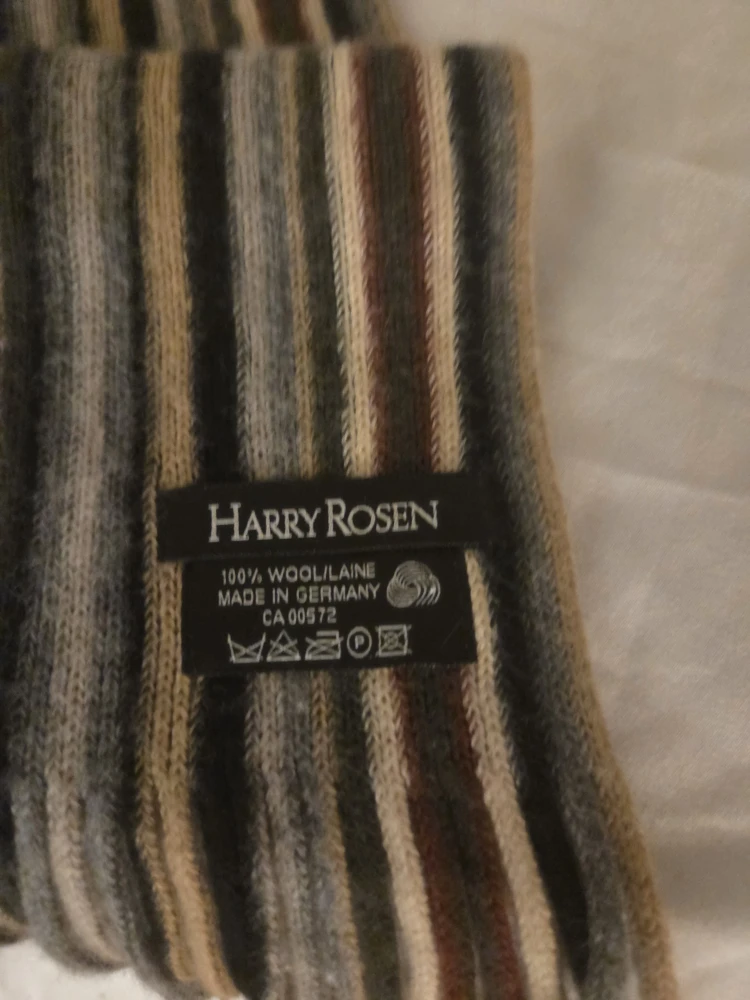 HARRY ROSEN
100% WOOL/LAINE
MADE IN GERMANY
CA 00572
P